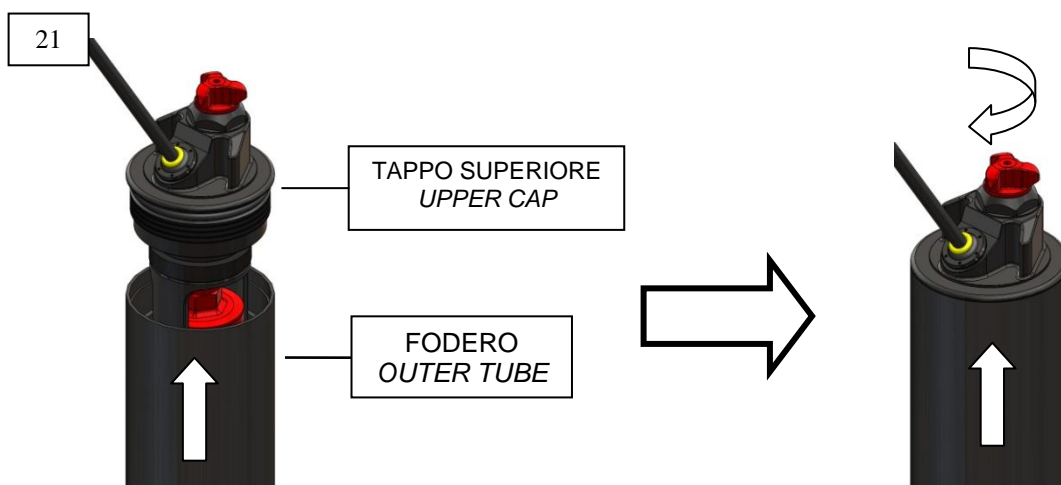 21
TAPPO SUPERIORE
UPPER CAP
FODERO
OUTER TUBE